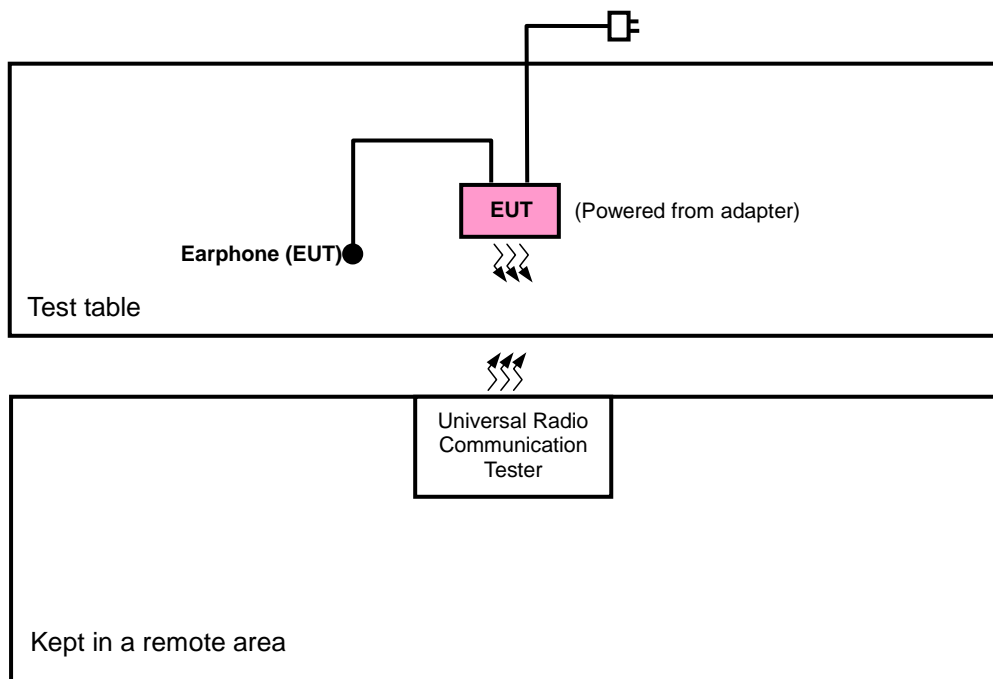 EUT
(Powered from adapter)
Earphone (EUT)
Test table
Universal Radio
Communication
Tester
Kept in a remote area